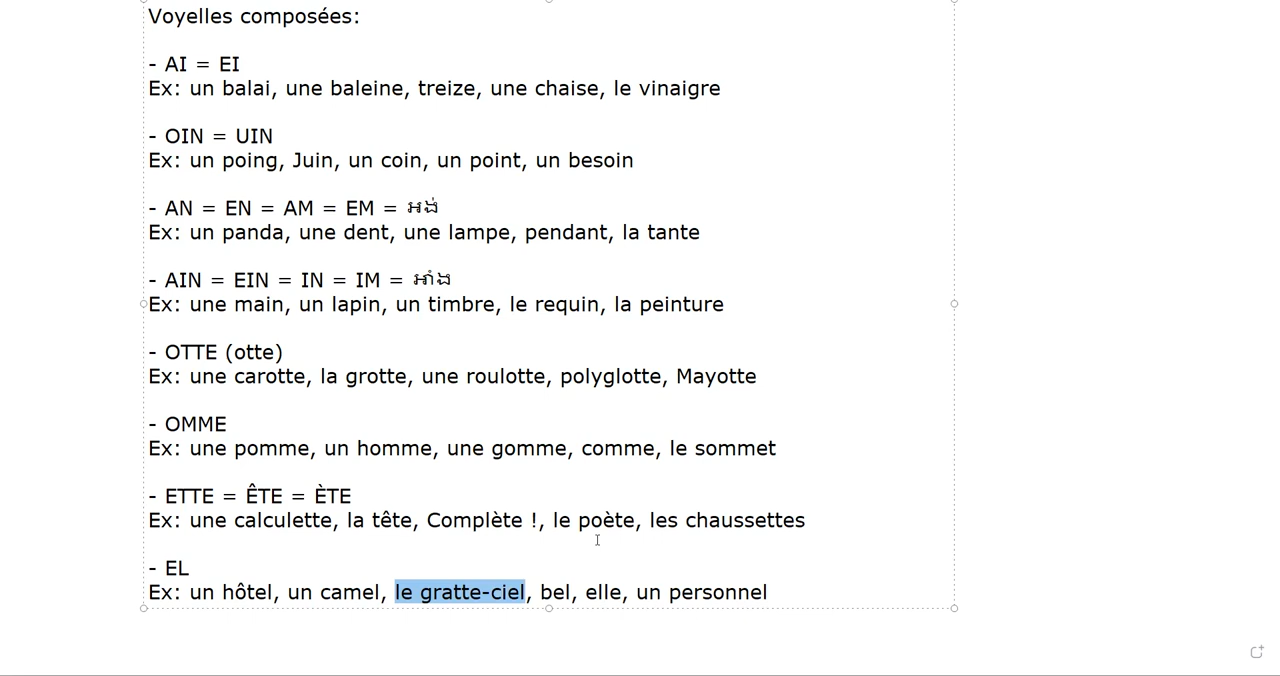 Voyelles composées:
- AI = EI
Ex: un balai, une baleine, treize, une chaise, le vinaigre
- OIN = UIN
Ex: un poing, Juin, un coin, un point, un besoin
- AN = EN = AM = EM = អង់
Ex: un panda, une dent, une lampe, pendant, la tante
- AIN = EIN = IN = IM = អាំង
Ex: une main, un lapin, un timbre, le requin, la peinture
- OTTE (otte)
Ex: une carotte, la grotte, une roulotte, polyglotte, Mayotte
- OMME
Ex: une pomme, un homme, une gomme, comme, le sommet
- ETTE = ÊTE = ÈTE
Ex: une calculette, la tête, Complète !, le poète, les chaussettes
- EL
Ex: un hôtel, un camel, le gratte-ciel, bel, elle, un personnel